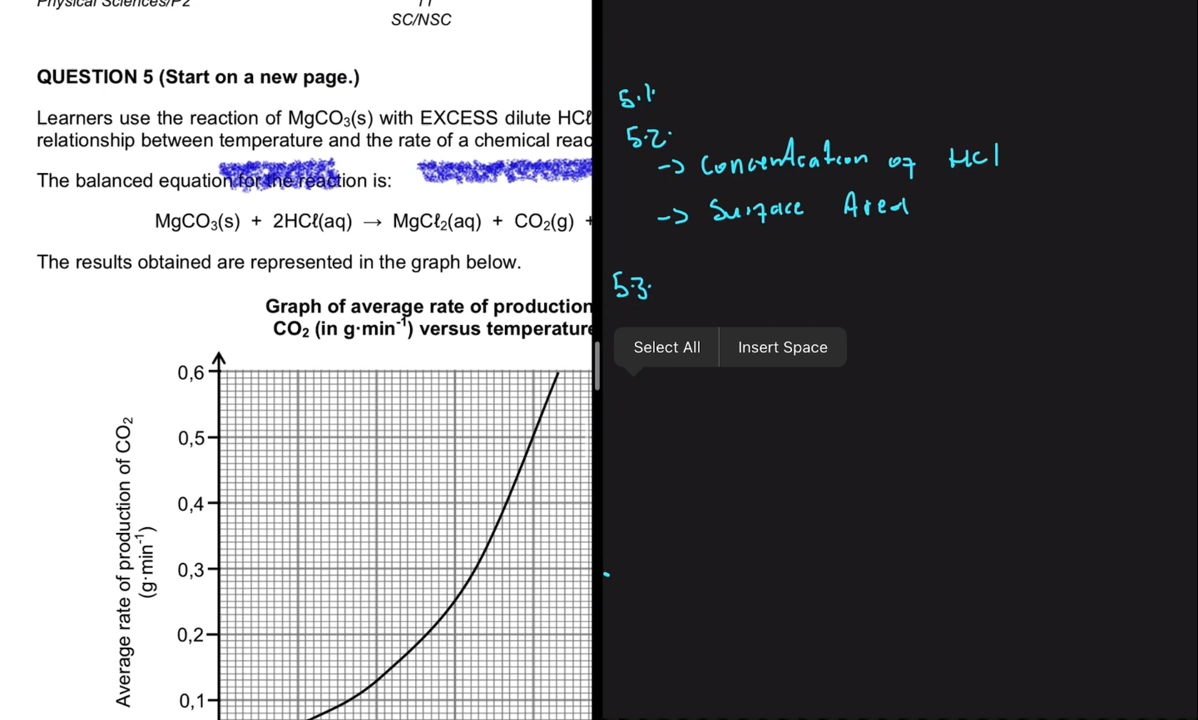 Physical Sciences/P2
11
SC/NSC
QUESTION 5 (Start on a new page.)
Learners use the reaction of MgCO₃(s) with EXCESS dilute HCℓ
relationship between temperature and the rate of a chemical reac
The balanced equation for the reaction is:
MgCO₃(s) + 2HCℓ(aq) → MgCℓ₂(aq) + CO₂(g) +
The results obtained are represented in the graph below.
Graph of average rate of production
CO₂ (in g·min⁻¹) versus temperature
0,6
0,5
0,4
0,3
0,2
0,1
Average rate of production of CO₂
(g·min⁻¹)
5.1.
5.2.
→ Concentration of HCl
→ Surface Area
5.3.
Select All
Insert Space